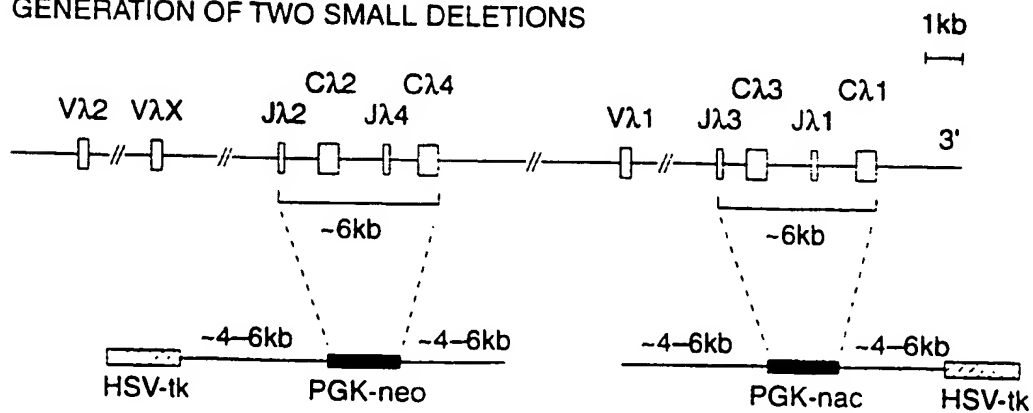 GENERATION OF TWO SMALL DELETIONS
1kb
Vλ2 VλX Jλ2 Cλ2 Jλ4 Cλ4 Vλ1 Jλ3 Cλ3 Jλ1 Cλ1 3'
~6kb ~6kb
~4–6kb ~4–6kb ~4–6kb ~4–6kb
HSV-tk PGK-neo PGK-nac HSV-tk